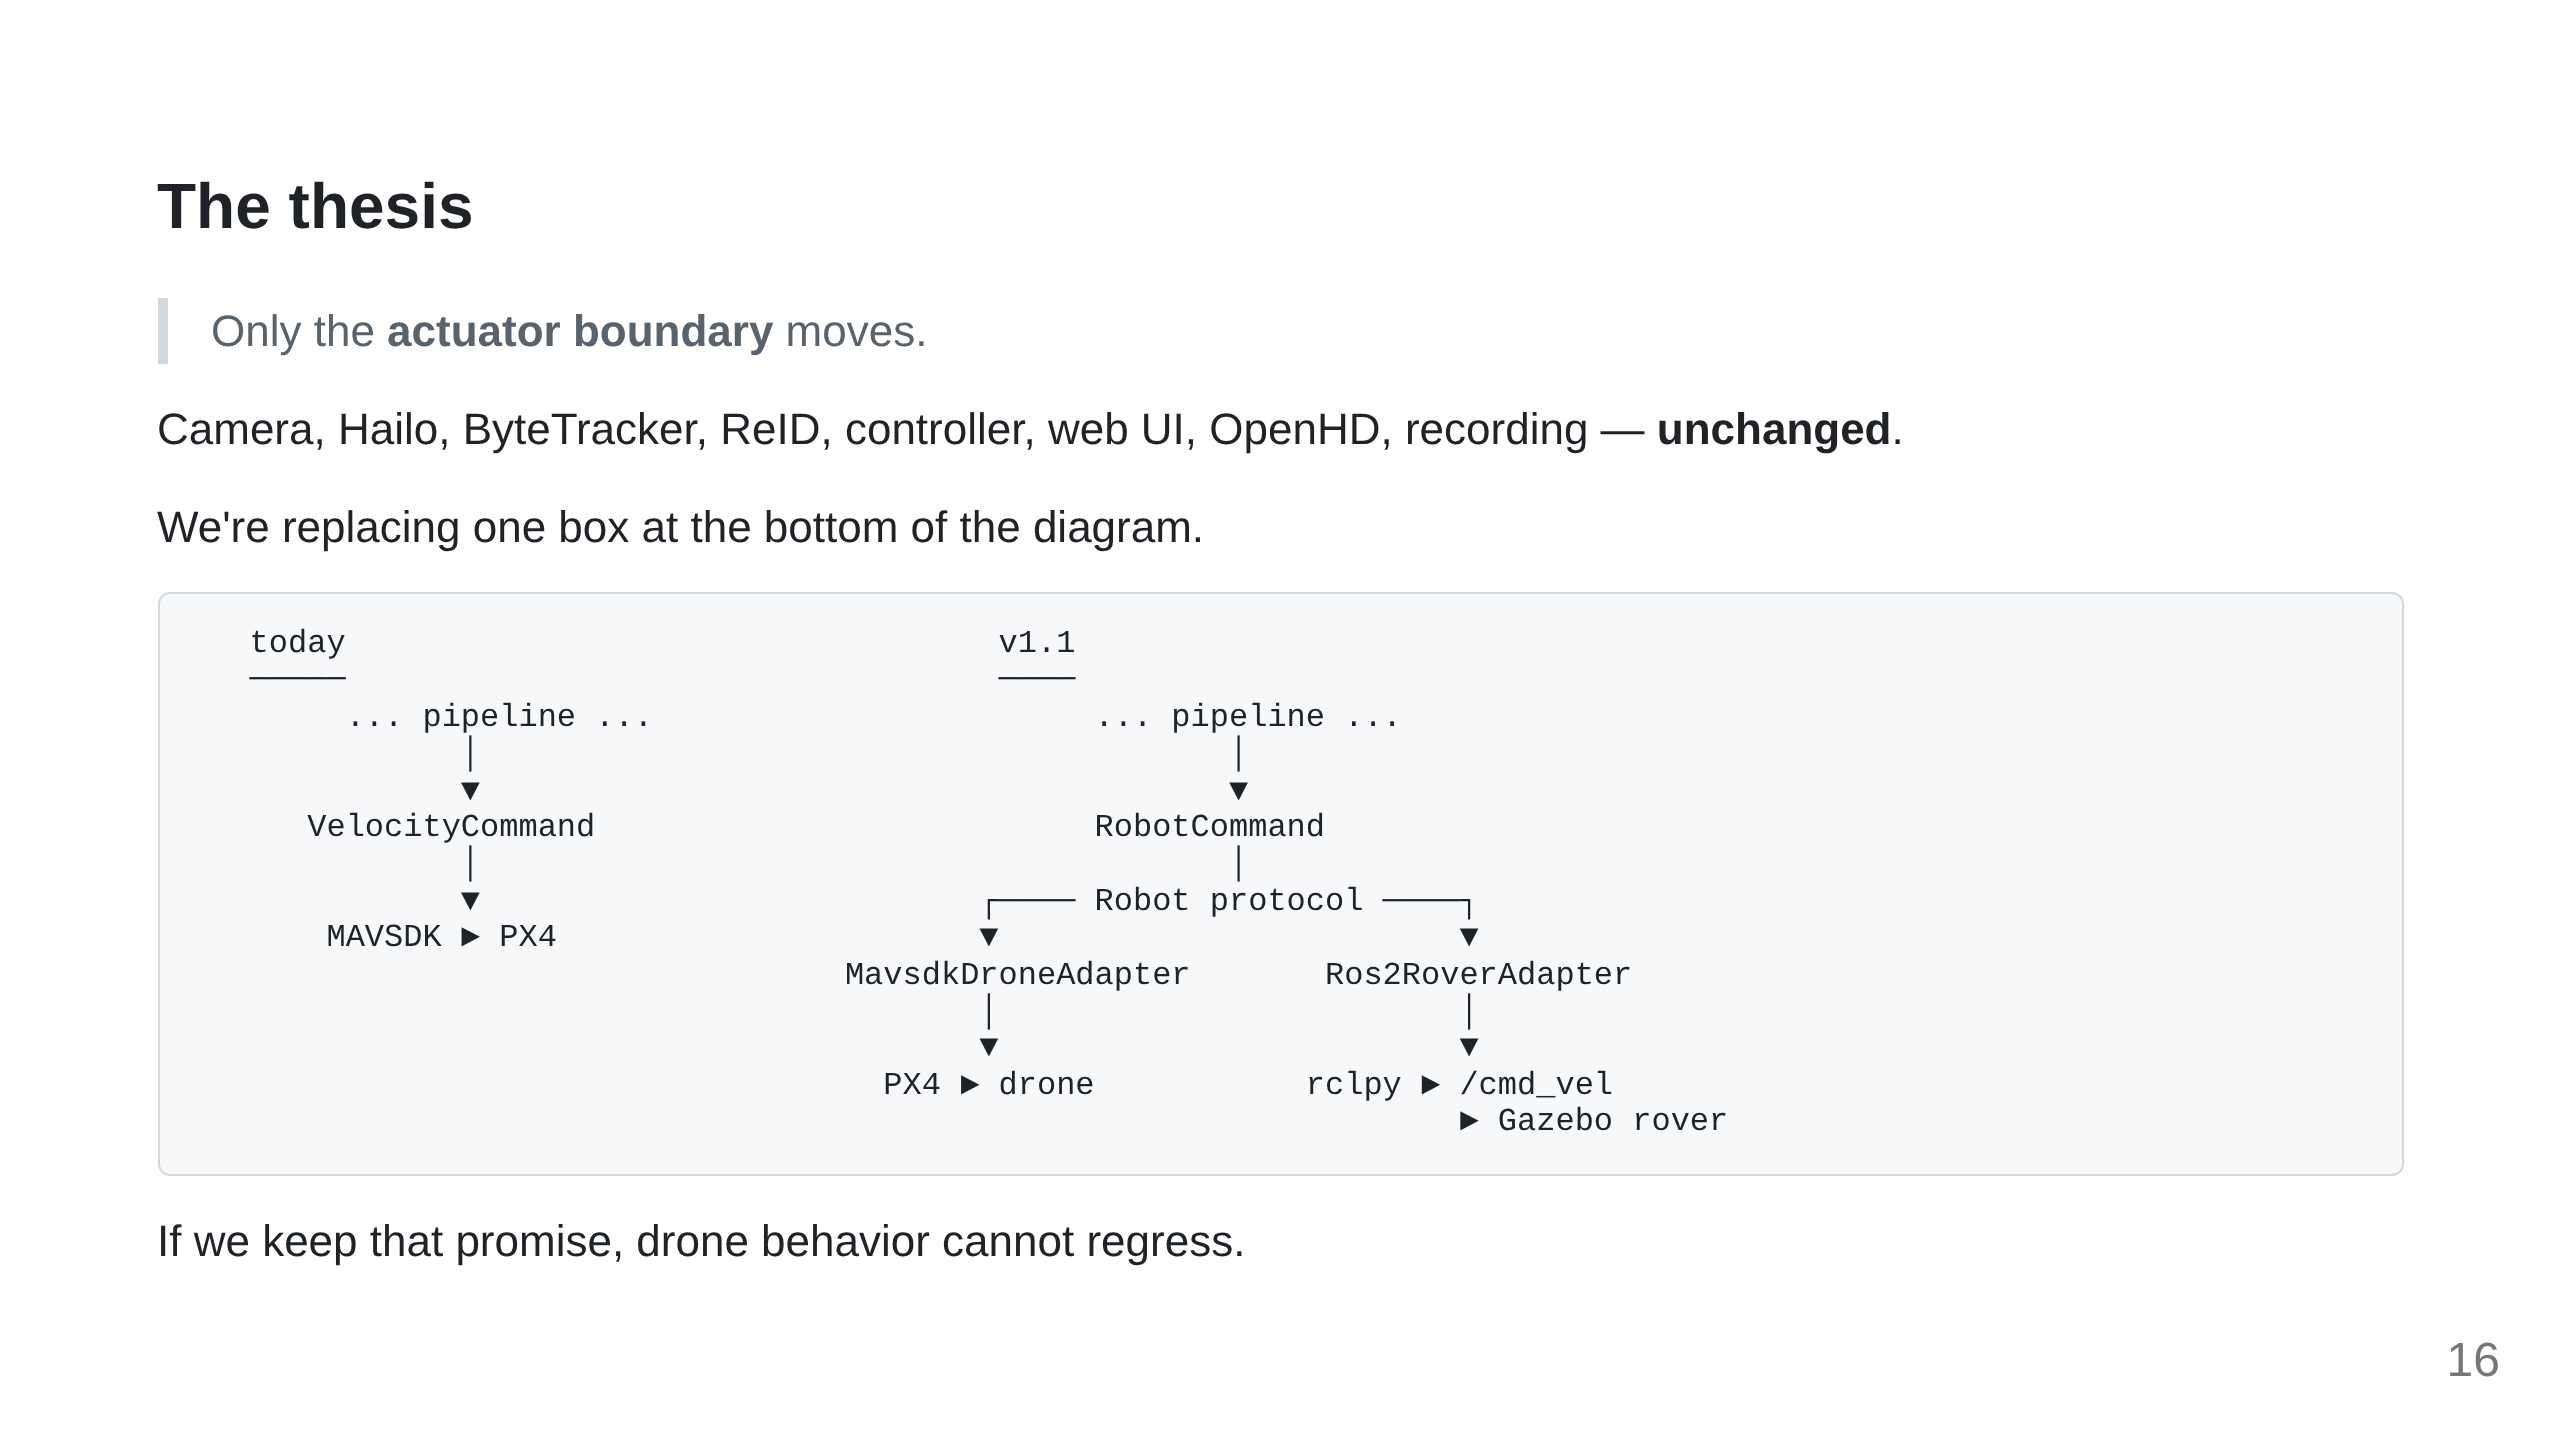 The thesis
Only the actuator boundary moves.
Camera, Hailo, ByteTracker, ReID, controller, web UI, OpenHD, recording — unchanged.
We're replacing one box at the bottom of the diagram.
today                                  v1.1
─────                                  ────
     ... pipeline ...                       ... pipeline ...
           │                                       │
           ▼                                       ▼
   VelocityCommand                          RobotCommand
           │                                       │
           ▼                          ┌──── Robot protocol ────┐
    MAVSDK ► PX4                      ▼                        ▼
                               MavsdkDroneAdapter       Ros2RoverAdapter
                                      │                        │
                                      ▼                        ▼
                                 PX4 ► drone           rclpy ► /cmd_vel
                                                               ► Gazebo rover
If we keep that promise, drone behavior cannot regress.
16